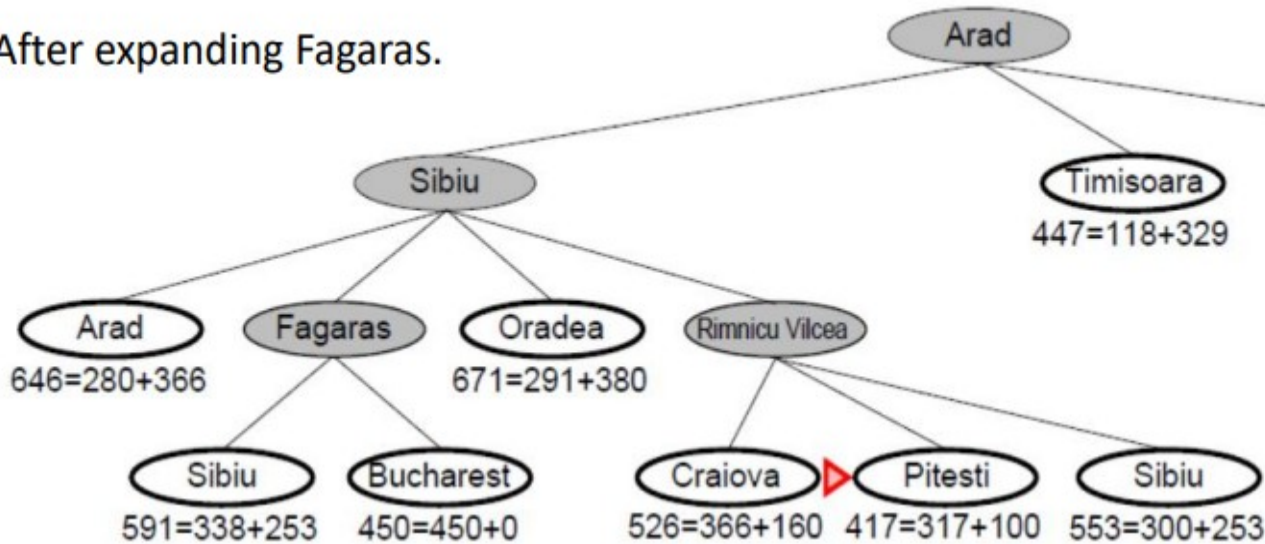 After expanding Fagaras.
Arad
Sibiu
Timisoara
447=118+329
Arad
Fagaras
Oradea
Rimnicu Vilcea
646=280+366
671=291+380
Sibiu
Bucharest
Craiova
Pitesti
Sibiu
591=338+253
450=450+0
526=366+160
417=317+100
553=300+253